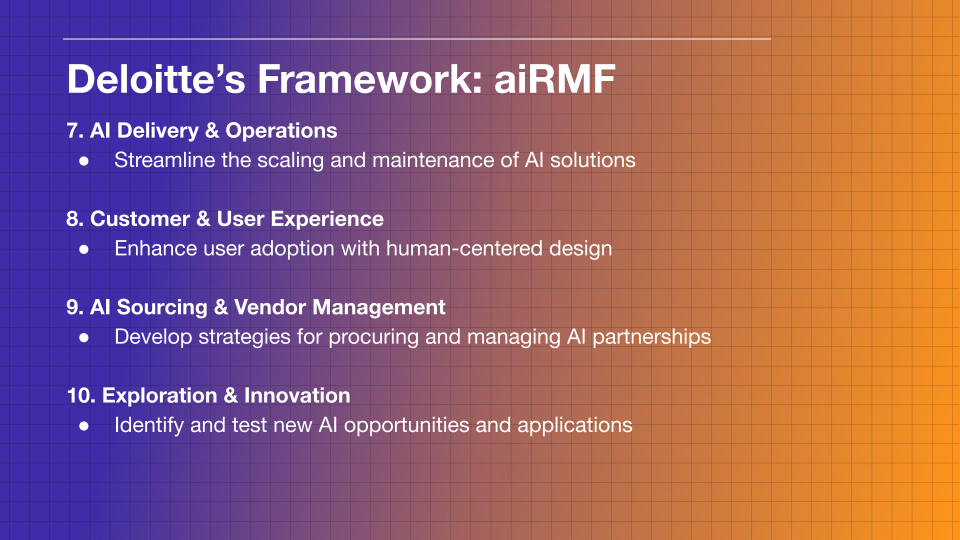 Deloitte’s Framework: aiRMF
7. AI Delivery & Operations
● Streamline the scaling and maintenance of AI solutions
8. Customer & User Experience
● Enhance user adoption with human-centered design
9. AI Sourcing & Vendor Management
● Develop strategies for procuring and managing AI partnerships
10. Exploration & Innovation
● Identify and test new AI opportunities and applications